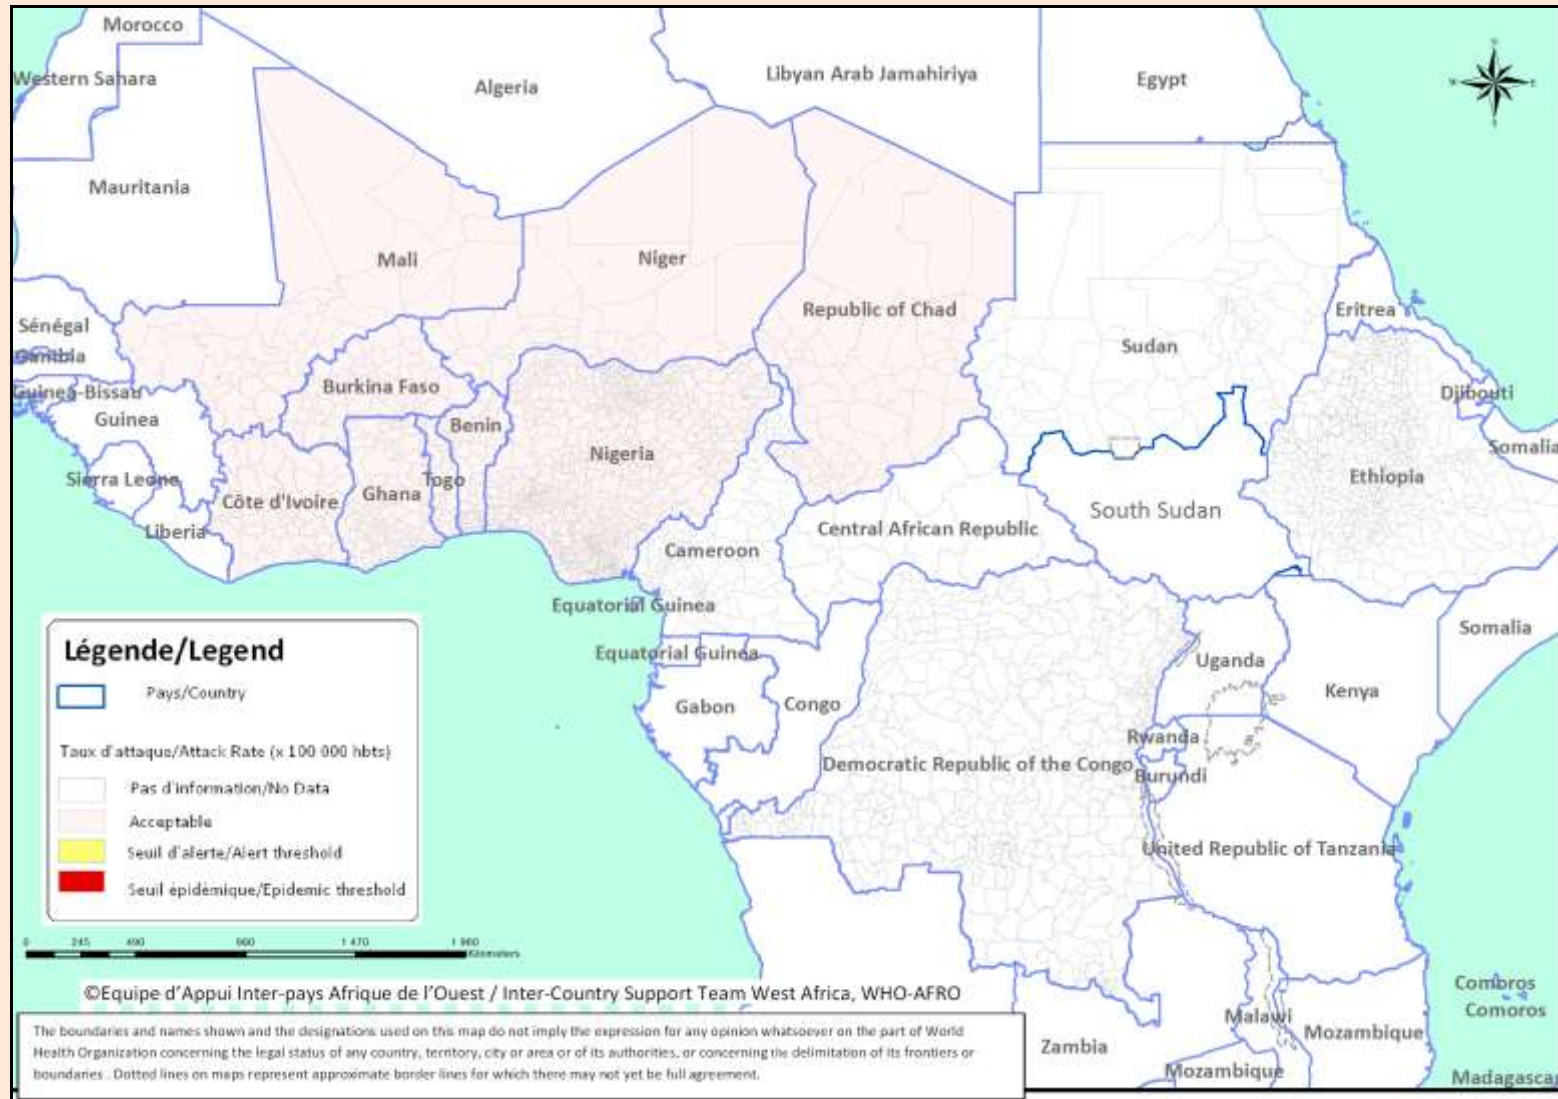 Morocco
Western Sahara
Algeria
Libyan Arab Jamahiriya
Egypt
N
W
E
S
Mauritania
Mali
Niger
Republic of Chad
Sudan
Eritrea
Sénégal
Gambia
Guinea-Bissau
Guinea
Burkina Faso
Benin
Nigeria
Djibouti
Somalia
Sierra Leone
Liberia
Côte d'Ivoire
Ghana
Togo
Ethiopia
South Sudan
Central African Republic
Cameroon
Equatorial Guinea
Equatorial Guinea
Gabon
Congo
Uganda
Kenya
Somalia
Rwanda
Burundi
Democratic Republic of the Congo
United Republic of Tanzania
Légende/Legend
Pays/Country
Taux d'attaque/Attack Rate (x 100 000 hbts)
Pas d'information/No Data
Acceptable
Seuil d'alerte/Alert threshold
Seuil épidémique/Epidemic threshold
0 245 490 980 1 470 1 960
Kilometers
©Equipe d'Appui Inter-pays Afrique de l'Ouest / Inter-Country Support Team West Africa, WHO-AFRO
The boundaries and names shown and the designations used on this map do not imply the expression for any opinion whatsoever on the part of World
Health Organization concerning the legal status of any country, territory, city or area or of its authorities, or concerning the delimitation of its frontiers or
boundaries . Dotted lines on maps represent approximate border lines for which there may not yet be full agreement.
Zambia
Malawi
Mozambique
Mozambique
Comoros
Comoros
Madagascar